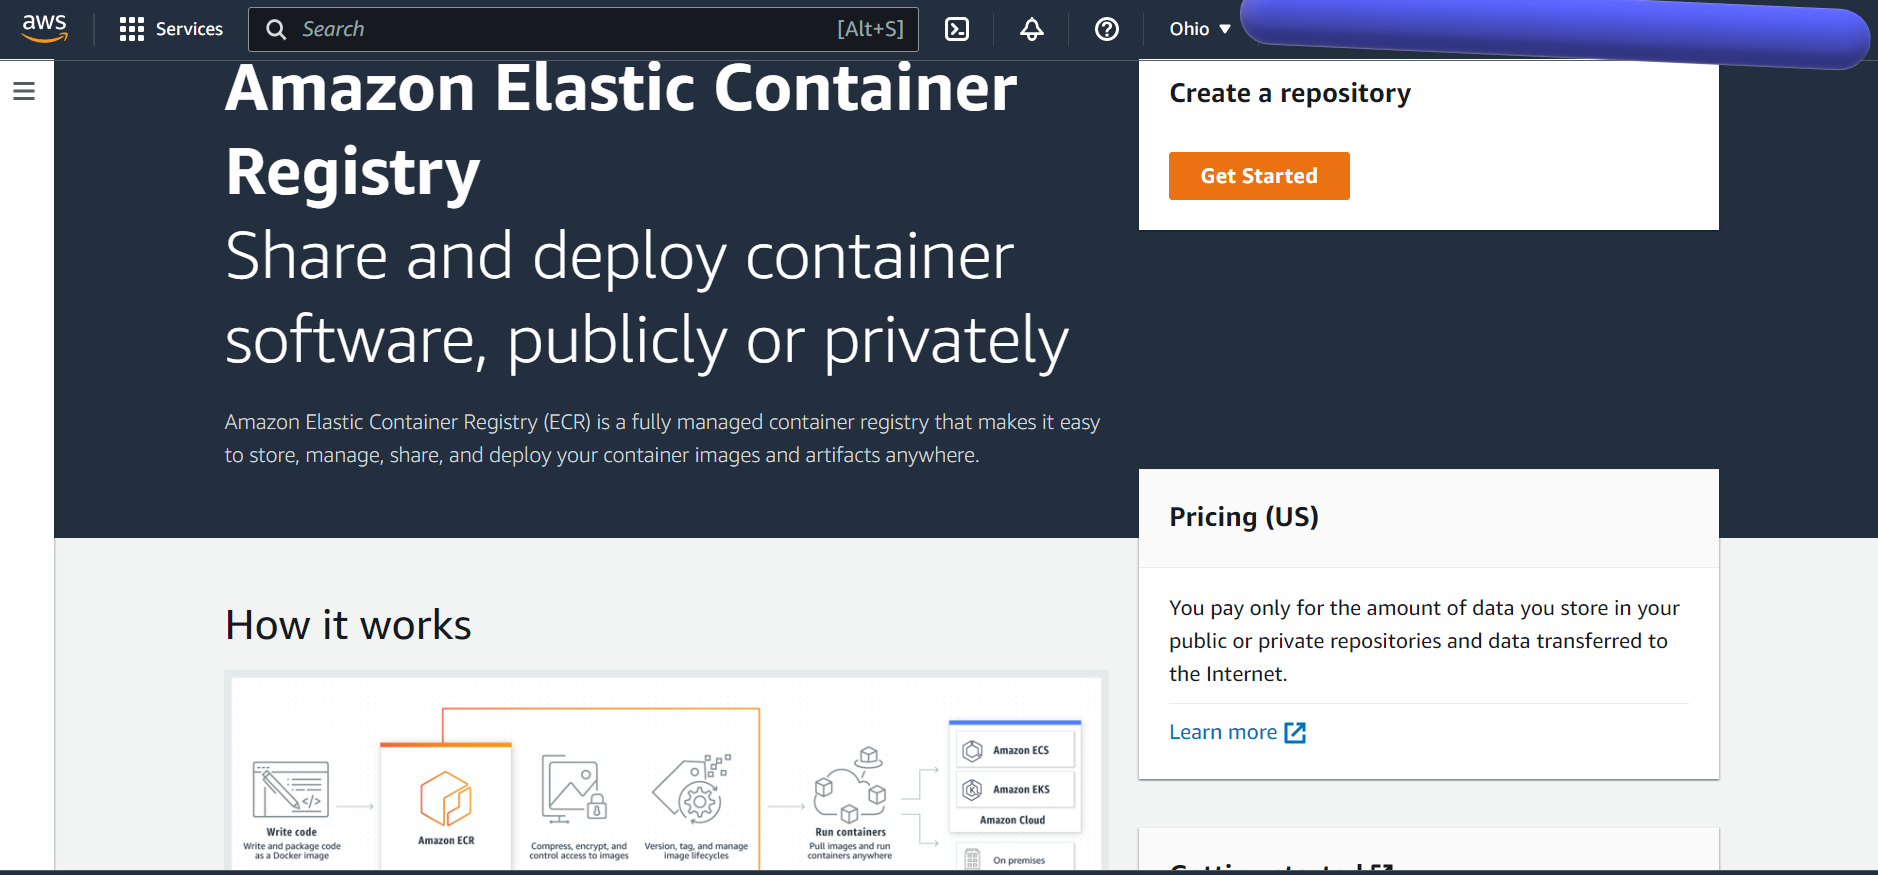 aws
Services
Search
[Alt+S]
Ohio
Amazon Elastic Container
Registry
Share and deploy container
software, publicly or privately
Amazon Elastic Container Registry (ECR) is a fully managed container registry that makes it easy
to store, manage, share, and deploy your container images and artifacts anywhere.
Create a repository
Get Started
Pricing (US)
You pay only for the amount of data you store in your
public or private repositories and data transferred to
the Internet.
Learn more
How it works
Write code
Write and package code
as a Docker image
Amazon ECR
Compress, encrypt, and
control access to images
Version, tag, and manage
image lifecycles
Run containers
Pull images and run
containers anywhere
Amazon ECS
Amazon EKS
Amazon Cloud
On premises